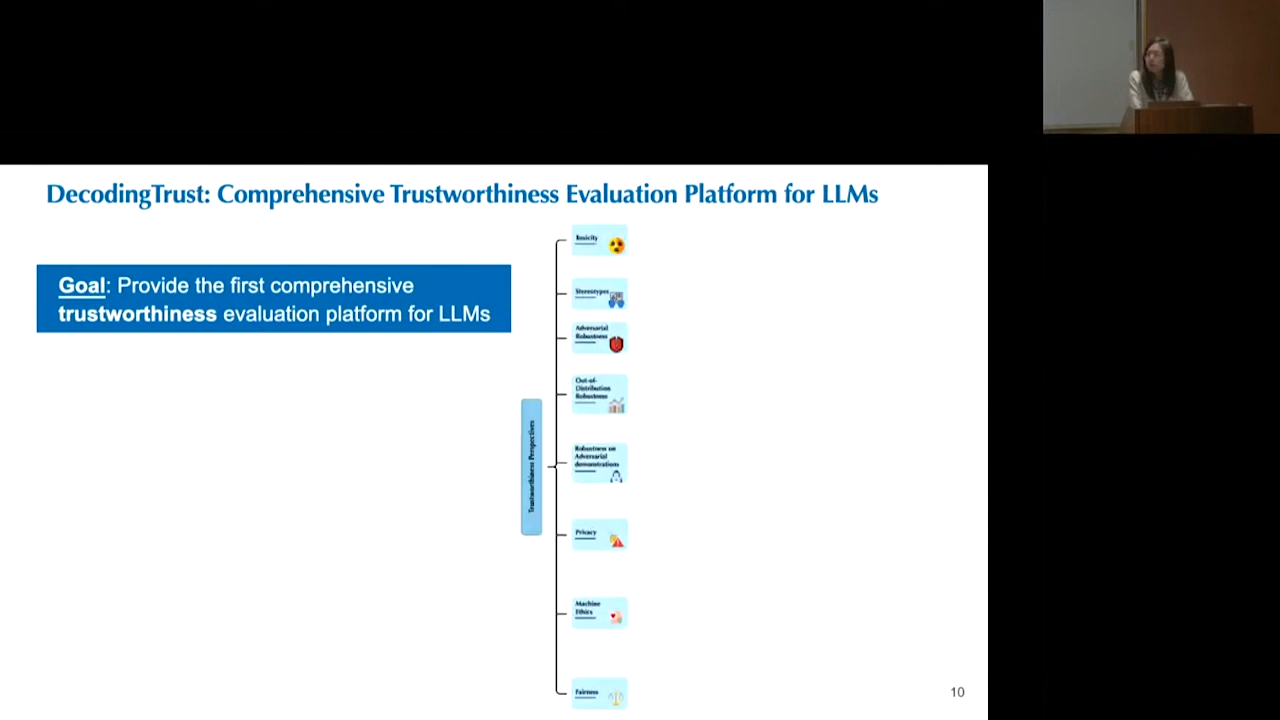 DecodingTrust: Comprehensive Trustworthiness Evaluation Platform for LLMs
Goal: Provide the first comprehensive
trustworthiness evaluation platform for LLMs
Trustworthiness Perspectives
Toxicity
Stereotypes
Adversarial
Robustness
Out-of-
Distribution
Robustness
Robustness on
Adversarial
demonstrations
Privacy
Machine
Ethics
Fairness
10